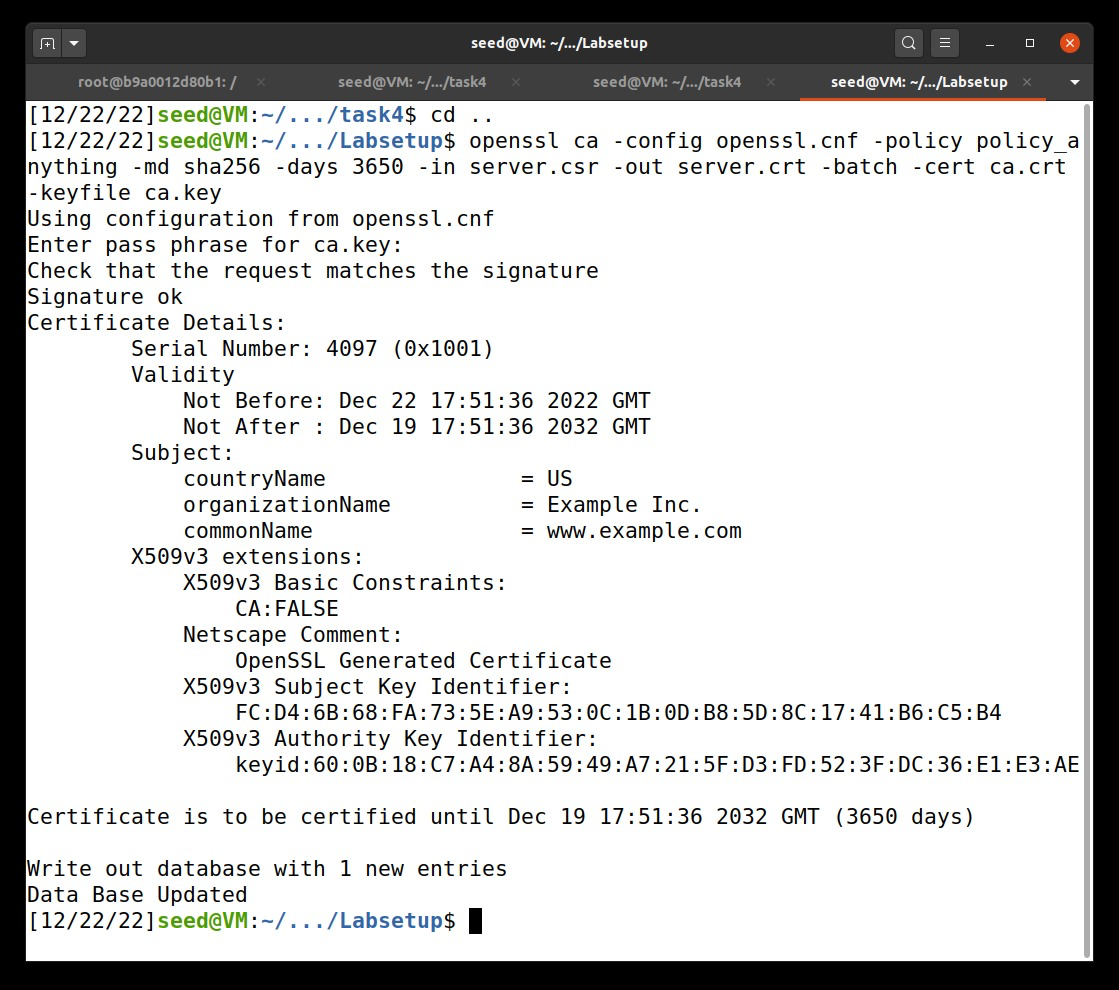 seed@VM: ~/.../Labsetup
root@b9a0012d80b1: / seed@VM: ~/.../task4 seed@VM: ~/.../task4 seed@VM: ~/.../Labsetup
[12/22/22]seed@VM:~/.../task4$ cd ..
[12/22/22]seed@VM:~/.../Labsetup$ openssl ca -config openssl.cnf -policy policy_a
nything -md sha256 -days 3650 -in server.csr -out server.crt -batch -cert ca.crt
-keyfile ca.key
Using configuration from openssl.cnf
Enter pass phrase for ca.key:
Check that the request matches the signature
Signature ok
Certificate Details:
        Serial Number: 4097 (0x1001)
        Validity
            Not Before: Dec 22 17:51:36 2022 GMT
            Not After : Dec 19 17:51:36 2032 GMT
        Subject:
            countryName               = US
            organizationName          = Example Inc.
            commonName                = www.example.com
        X509v3 extensions:
            X509v3 Basic Constraints:
                CA:FALSE
            Netscape Comment:
                OpenSSL Generated Certificate
            X509v3 Subject Key Identifier:
                FC:D4:6B:68:FA:73:5E:A9:53:0C:1B:0D:B8:5D:8C:17:41:B6:C5:B4
            X509v3 Authority Key Identifier:
                keyid:60:0B:18:C7:A4:8A:59:49:A7:21:5F:D3:FD:52:3F:DC:36:E1:E3:AE
Certificate is to be certified until Dec 19 17:51:36 2032 GMT (3650 days)
Write out database with 1 new entries
Data Base Updated
[12/22/22]seed@VM:~/.../Labsetup$